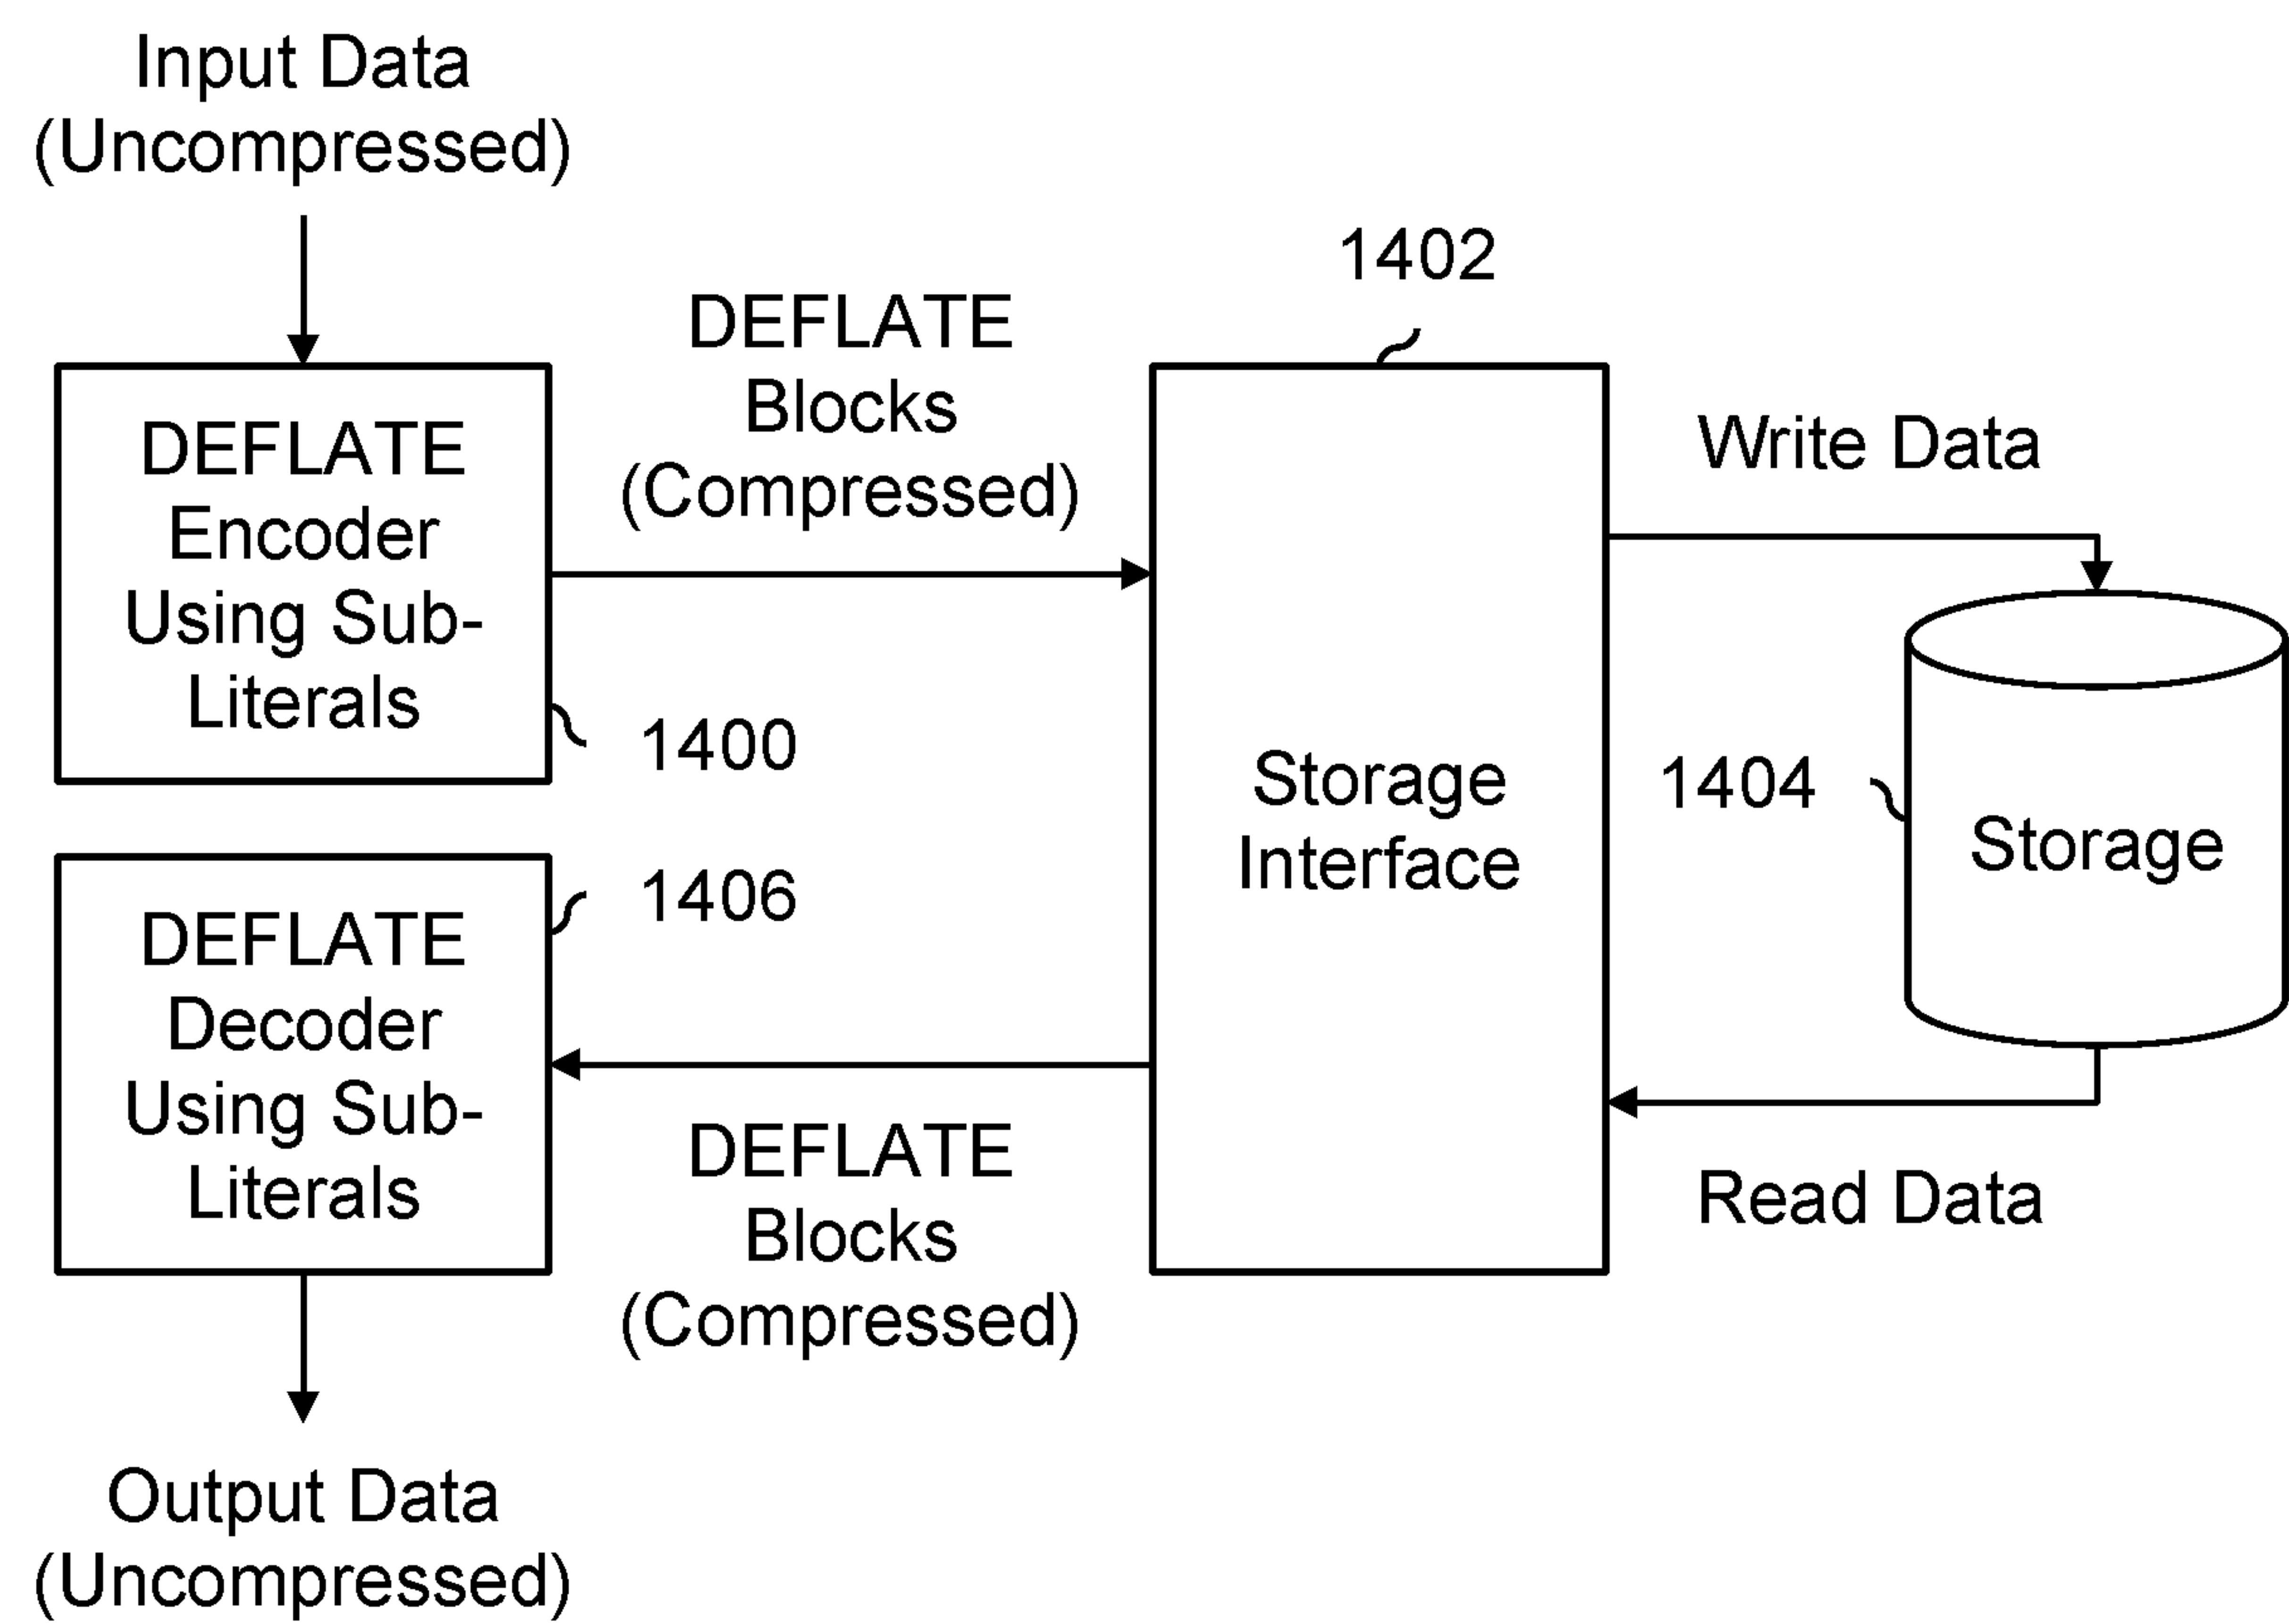 Input Data
(Uncompressed)
DEFLATE
Encoder
Using Sub-
Literals
1400
DEFLATE
Blocks
(Compressed)
1402
Storage
Interface
Write Data
1404
Storage
Read Data
1406
DEFLATE
Decoder
Using Sub-
Literals
DEFLATE
Blocks
(Compressed)
Output Data
(Uncompressed)